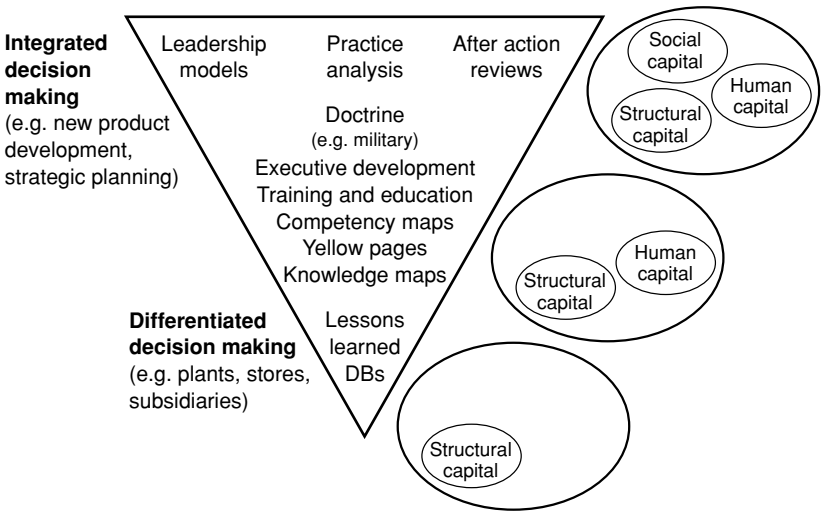 Integrated
decision
making
(e.g. new product
development,
strategic planning)
Leadership
models
Practice
analysis
After action
reviews
Doctrine
(e.g. military)
Executive development
Training and education
Competency maps
Yellow pages
Knowledge maps
Differentiated
decision making
(e.g. plants, stores,
subsidiaries)
Lessons
learned
DBs
Social
capital
Human
capital
Structural
capital
Human
capital
Structural
capital
Structural
capital